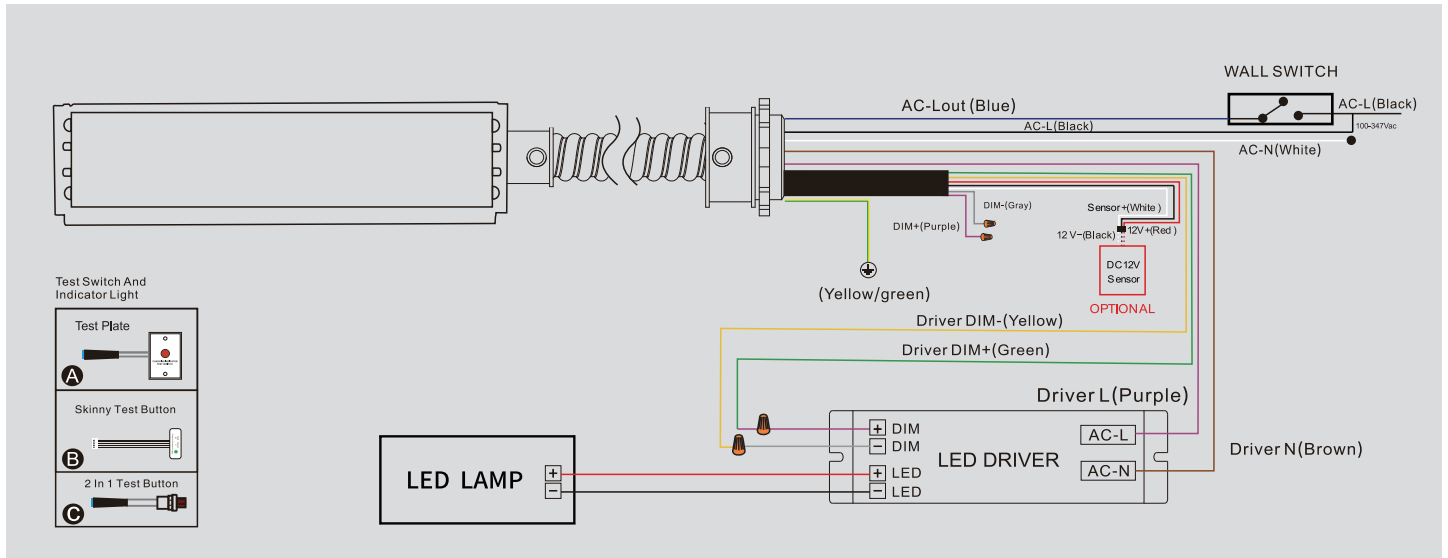 WALL SWITCH
AC-Lout (Blue)
AC-L(Black)
AC-L(Black)
100-347Vac
AC-N(White)
DIM-(Gray)
DIM+(Purple)
Sensor+(White )
12 V-(Black)
12V+(Red )
DC12V
Sensor
OPTIONAL
(Yellow/green)
Driver DIM-(Yellow)
Driver DIM+(Green)
Driver L(Purple)
Driver N(Brown)
Test Switch And
Indicator Light
Test Plate
A
Skinny Test Button
B
2 In 1 Test Button
C
LED LAMP
+
−
+ DIM
− DIM
+ LED
− LED
LED DRIVER
AC-L
AC-N